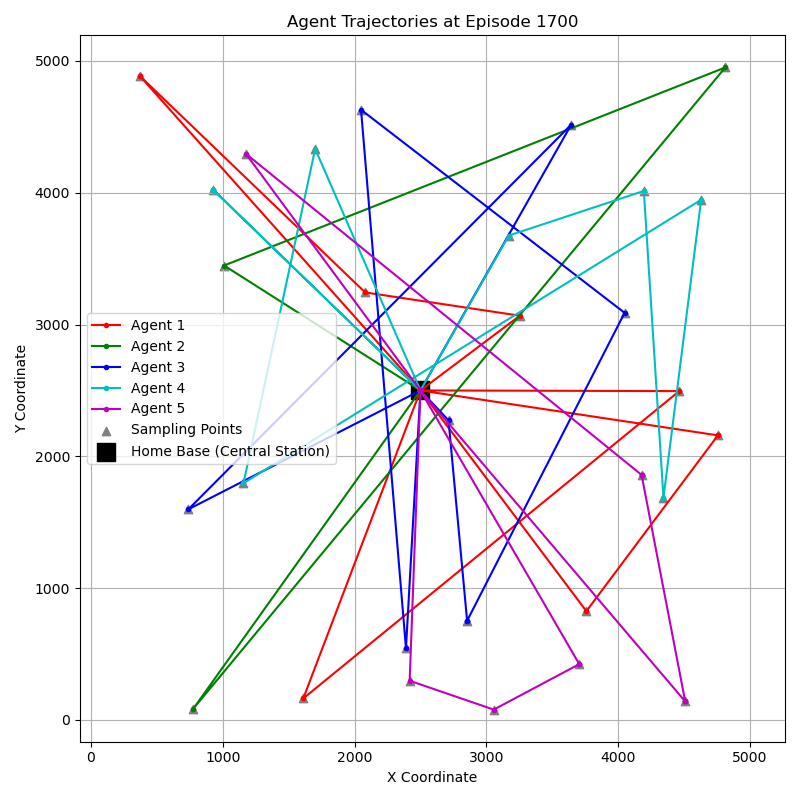 Agent Trajectories at Episode 1700
5000
4000
3000
2000
1000
0
Y Coordinate
Agent 1
Agent 2
Agent 3
Agent 4
Agent 5
Sampling Points
Home Base (Central Station)
0 1000 2000 3000 4000 5000
X Coordinate